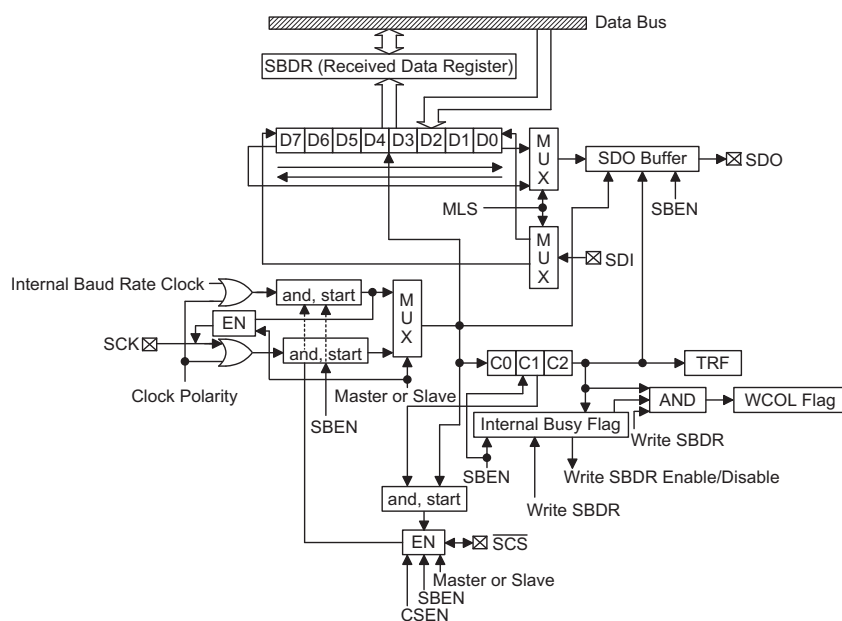 Data Bus
SBDR (Received Data Register)
D7 D6 D5 D4 D3 D2 D1 D0
MUX
SDO Buffer
SDO
MLS
SBEN
MUX
SDI
Internal Baud Rate Clock
and, start
MUX
EN
SCK
and, start
C0 C1 C2
TRF
Clock Polarity
Master or Slave
AND
WCOL Flag
SBEN
Internal Busy Flag
Write SBDR
SBEN
Write SBDR Enable/Disable
and, start
Write SBDR
EN
SCS
Master or Slave
SBEN
CSEN